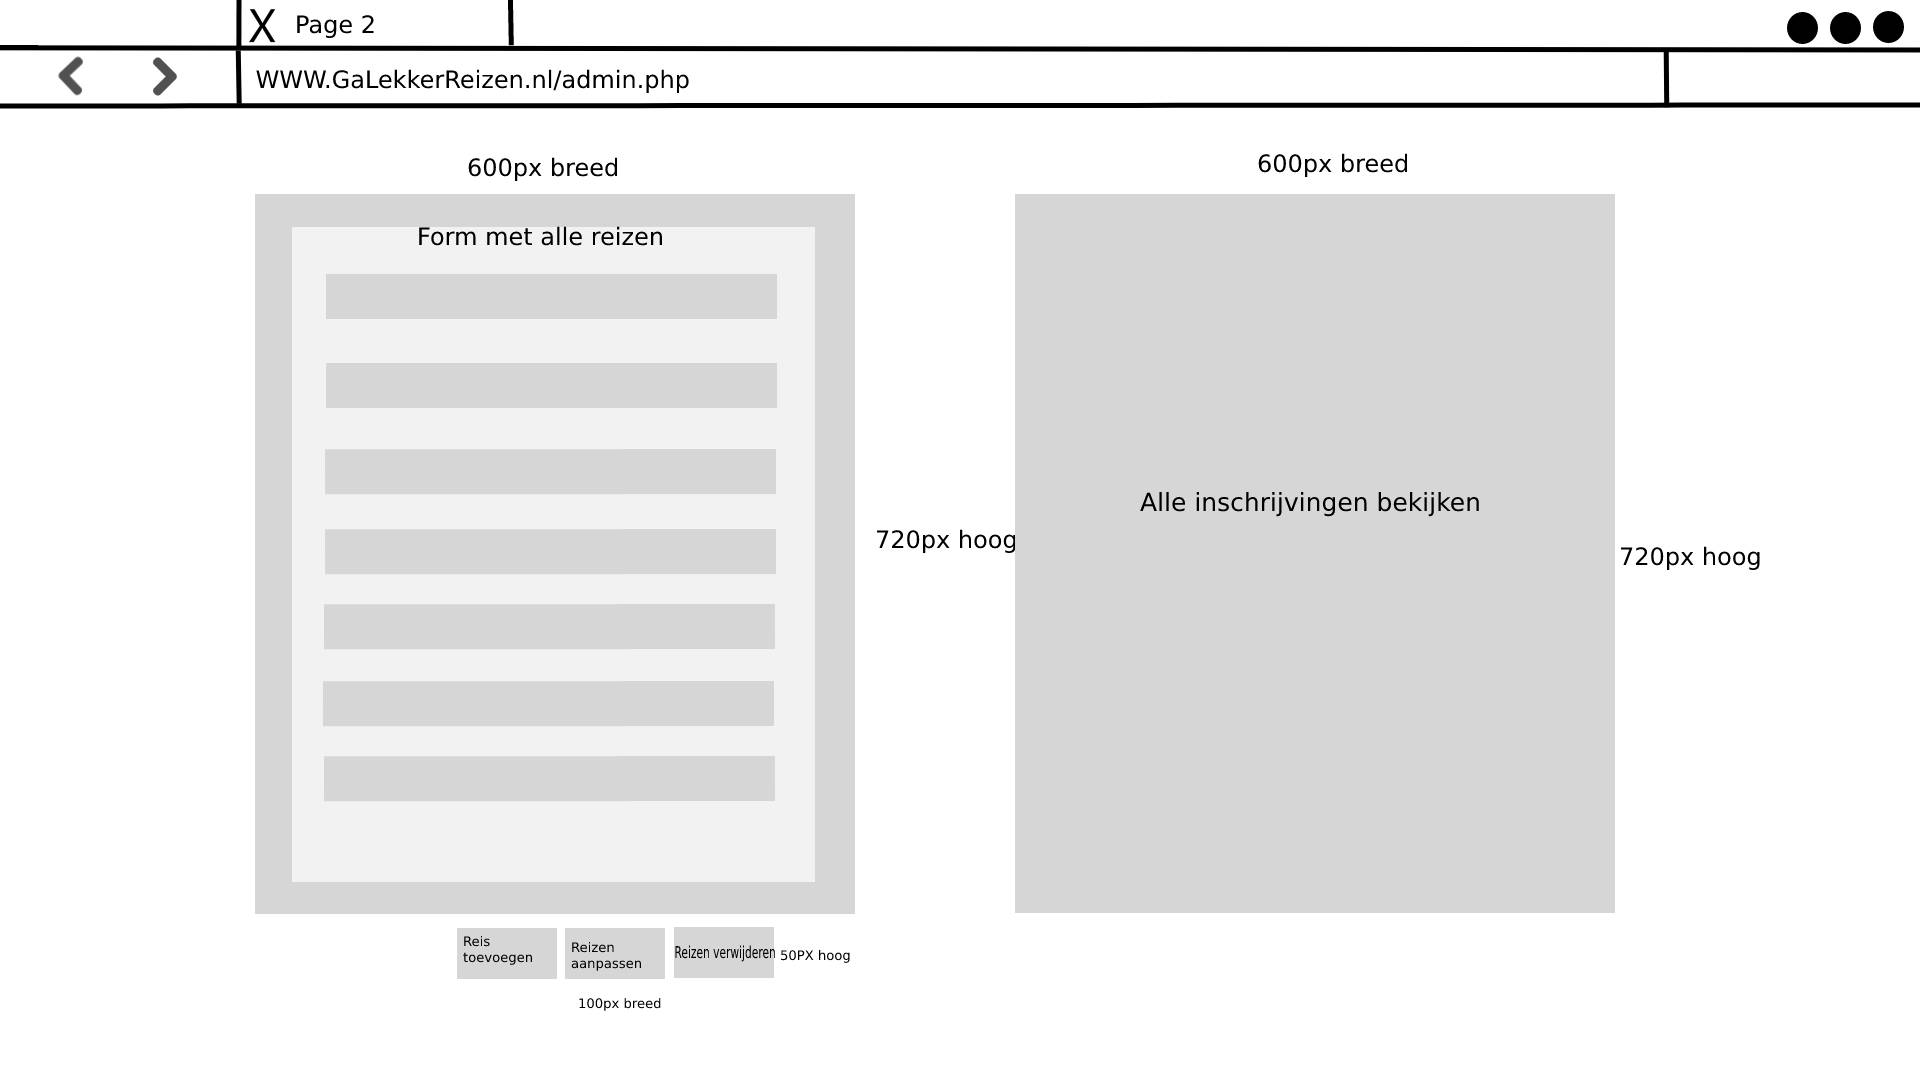 X Page 2
WWW.GaLekkerReizen.nl/admin.php
600px breed
600px breed
Form met alle reizen
Alle inschrijvingen bekijken
720px hoog
720px hoog
Reis
toevoegen
Reizen
aanpassen
Reizen verwijderen
50PX hoog
100px breed